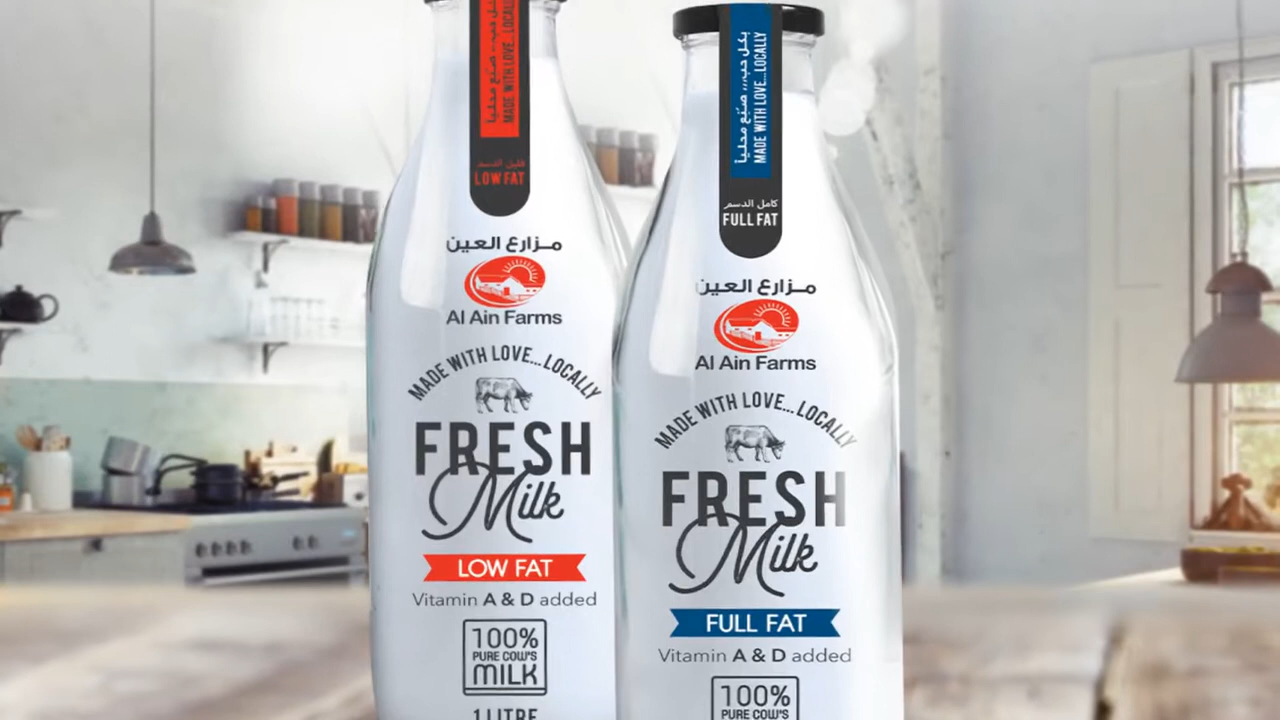 بكل حب... صنّع محلياً
MADE WITH LOVE...LOCALLY
قليل الدسم
LOW FAT
مزارع العين
Al Ain Farms
MADE WITH LOVE...LOCALLY
FRESH
Milk
LOW FAT
Vitamin A & D added
100%
PURE COW'S
MILK
1 LITRE
بكل حب... صنّع محلياً
MADE WITH LOVE...LOCALLY
كامل الدسم
FULL FAT
مزارع العين
Al Ain Farms
MADE WITH LOVE...LOCALLY
FRESH
Milk
FULL FAT
Vitamin A & D added
100%
PURE COW'S